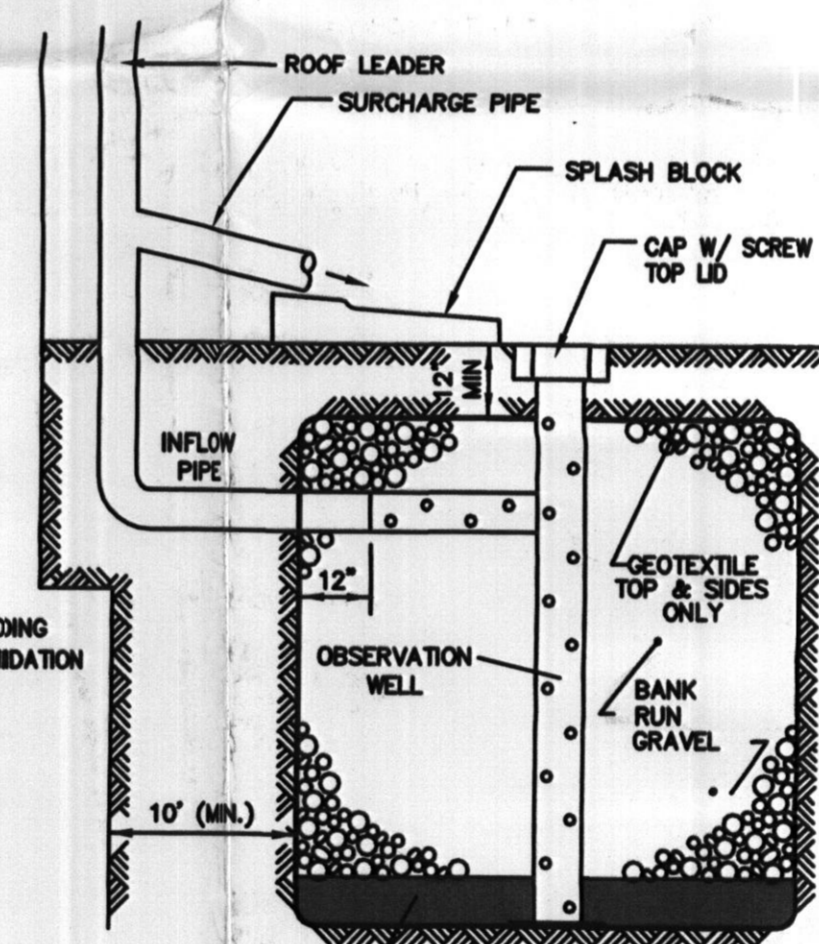 ROOF LEADER
SURCHARGE PIPE
SPLASH BLOCK
CAP W/ SCREW
TOP LID
12"
MIN
INFLOW
PIPE
12"
GEOTEXTILE
TOP & SIDES
ONLY
OBSERVATION
WELL
BANK
RUN
GRAVEL
10' (MIN.)